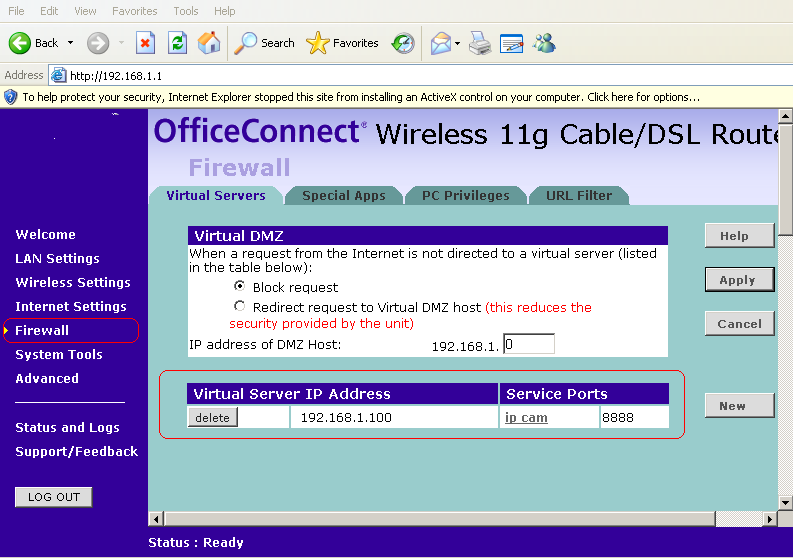 File Edit View Favorites Tools Help
Back Search Favorites
Address http://192.168.1.1
To help protect your security, Internet Explorer stopped this site from installing an ActiveX control on your computer. Click here for options...
OfficeConnect® Wireless 11g Cable/DSL Route
Firewall
Virtual Servers Special Apps PC Privileges URL Filter
Welcome
LAN Settings
Wireless Settings
Internet Settings
Firewall
System Tools
Advanced
Status and Logs
Support/Feedback
LOG OUT
Virtual DMZ
When a request from the Internet is not directed to a virtual server (listed
in the table below):
Block request
Redirect request to Virtual DMZ host (this reduces the
security provided by the unit)
IP address of DMZ Host: 192.168.1. 0
Virtual Server IP Address Service Ports
delete 192.168.1.100 ip cam 8888
Help
Apply
Cancel
New
Status : Ready